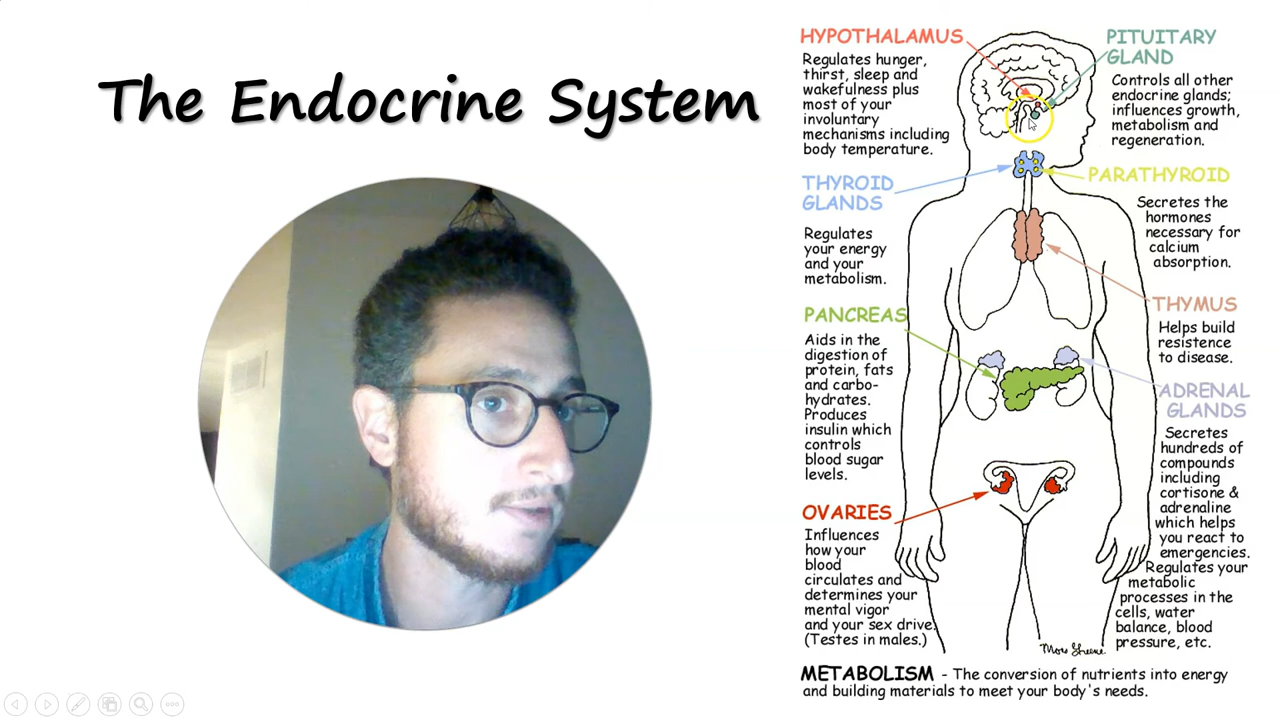 The Endocrine System
HYPOTHALAMUS
Regulates hunger,
thirst, sleep and
wakefulness plus
most of your
involuntary
mechanisms including
body temperature.
PITUITARY
GLAND
Controls all other
endocrine glands;
influences growth,
metabolism and
regeneration.
THYROID
GLANDS
Regulates
your energy
and your
metabolism.
PARATHYROID
Secretes the
hormones
necessary for
calcium
absorption.
THYMUS
Helps build
resistence
to disease.
PANCREAS
Aids in the
digestion of
protein, fats
and carbo-
hydrates.
Produces
insulin which
controls
blood sugar
levels.
ADRENAL
GLANDS
Secretes
hundreds of
compounds
including
cortisone &
adrenaline
which helps
you react to
emergencies.
Regulates your
metabolic
processes in the
cells, water
balance, blood
pressure, etc.
OVARIES
Influences
how your
blood
circulates and
determines your
mental vigor
and your sex drive.
(Testes in males.)
METABOLISM - The conversion of nutrients into energy
and building materials to meet your body's needs.